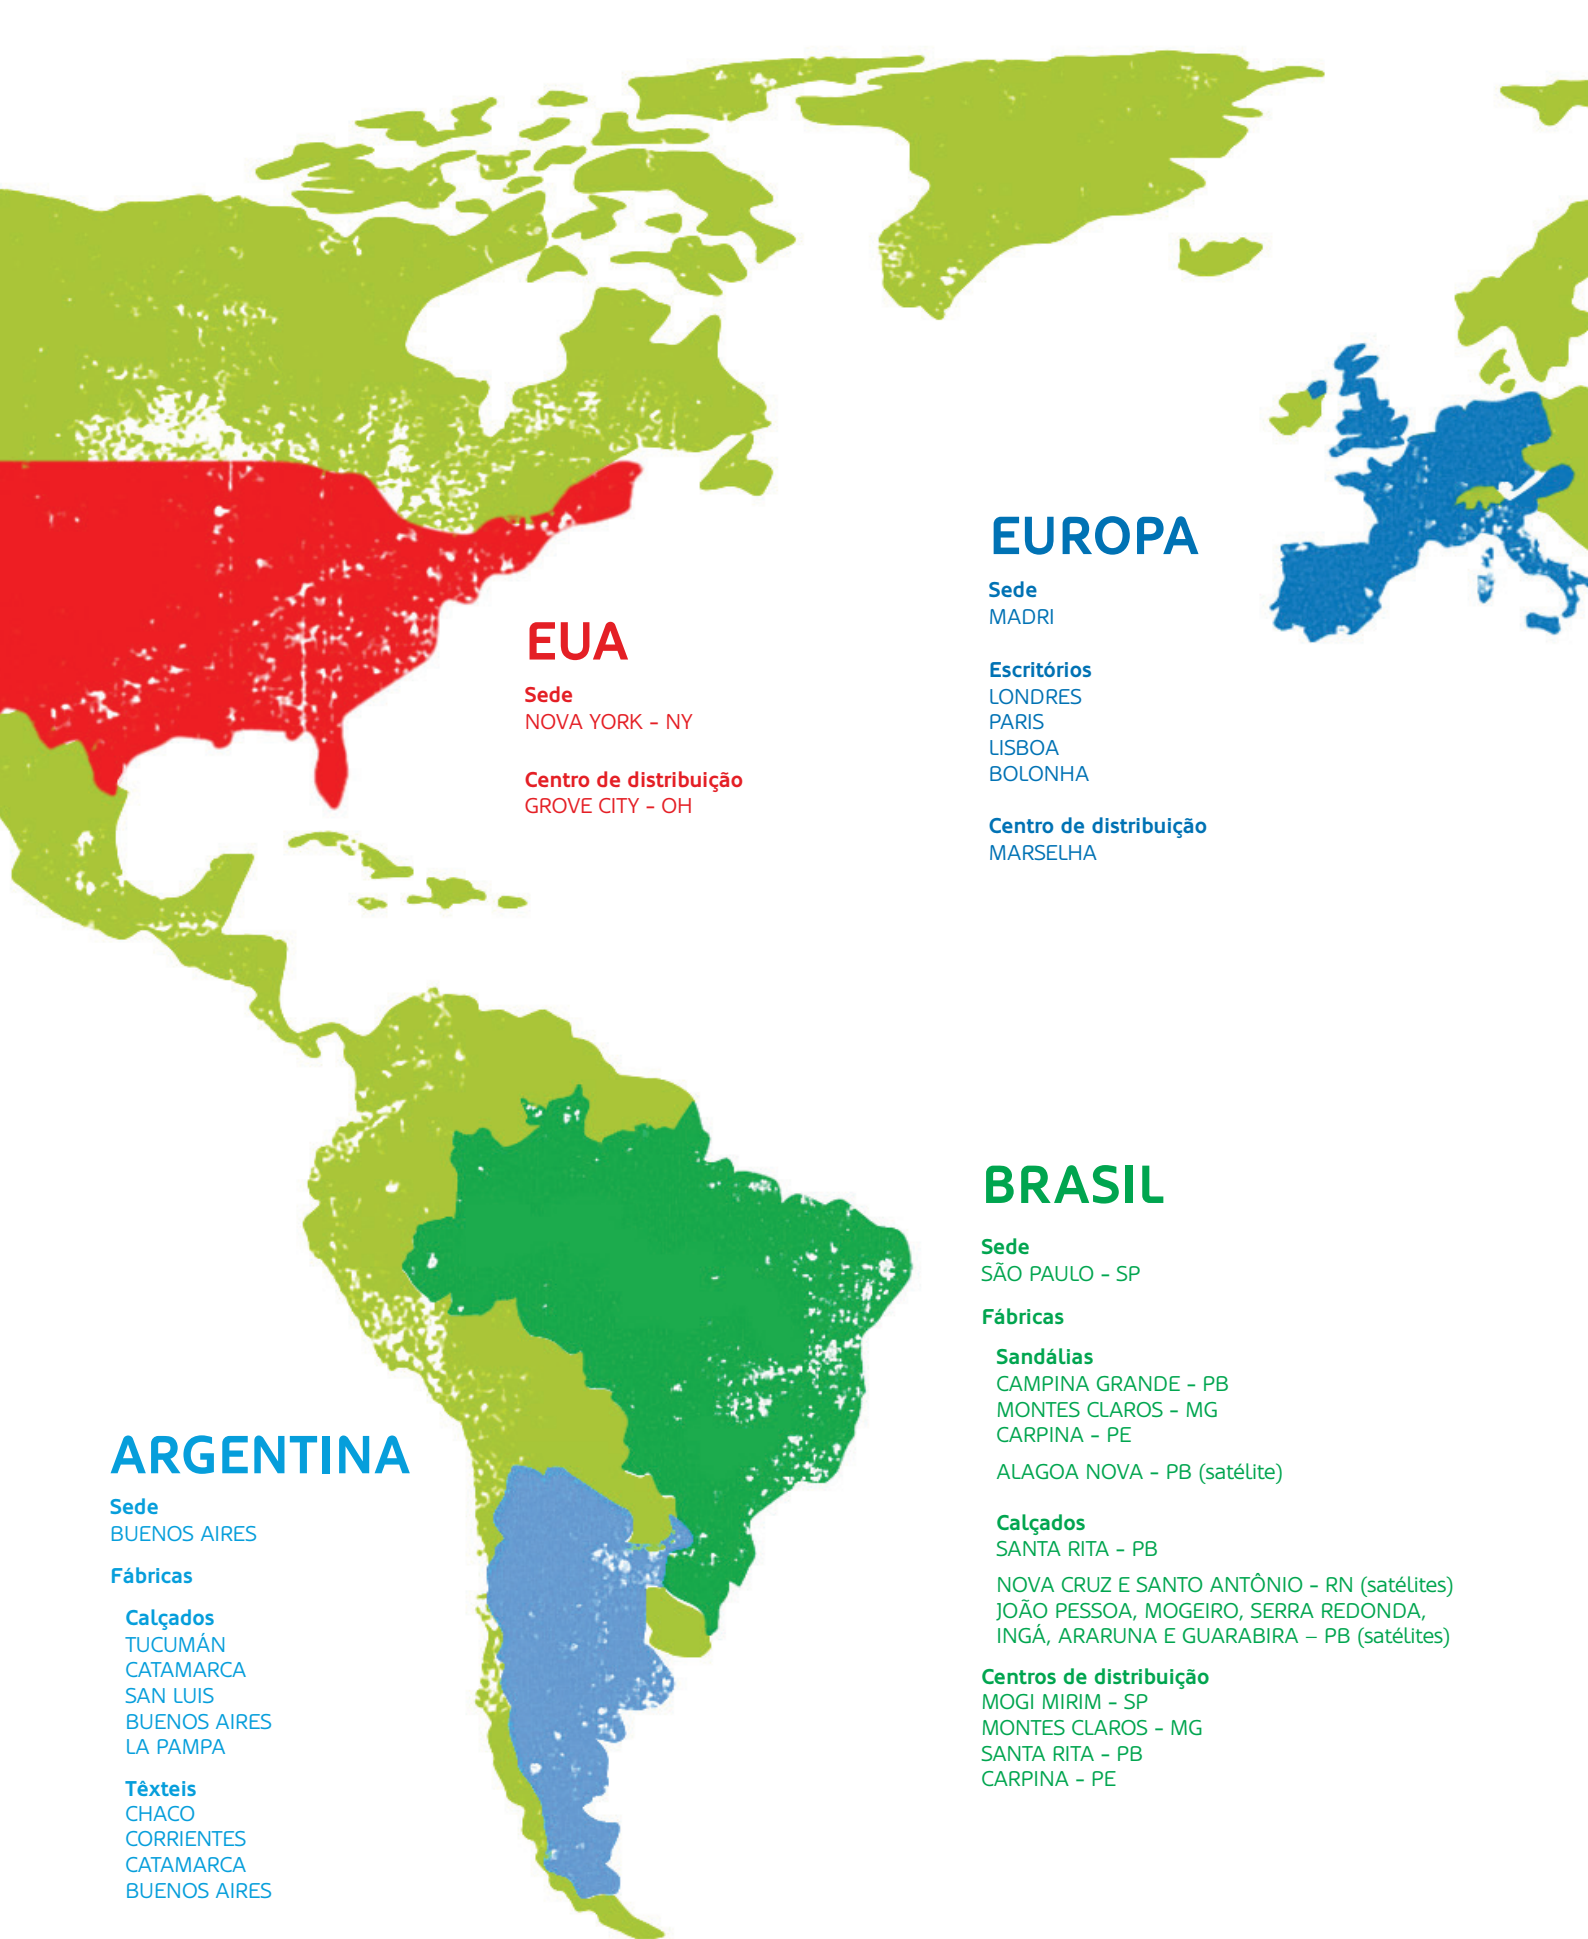 EUROPA
Sede
MADRI
Escritórios
LONDRES
PARIS
LISBOA
BOLONHA
Centro de distribuição
MARSELHA
EUA
Sede
NOVA YORK - NY
Centro de distribuição
GROVE CITY - OH
BRASIL
Sede
SÃO PAULO - SP
Fábricas
Sandálias
CAMPINA GRANDE - PB
MONTES CLAROS - MG
CARPINA - PE
ALAGOA NOVA - PB (satélite)
Calçados
SANTA RITA - PB
NOVA CRUZ E SANTO ANTÔNIO - RN (satélites)
JOÃO PESSOA, MOGEIRO, SERRA REDONDA,
INGÁ, ARARUNA E GUARABIRA – PB (satélites)
Centros de distribuição
MOGI MIRIM - SP
MONTES CLAROS - MG
SANTA RITA - PB
CARPINA - PE
ARGENTINA
Sede
BUENOS AIRES
Fábricas
Calçados
TUCUMÁN
CATAMARCA
SAN LUIS
BUENOS AIRES
LA PAMPA
Têxteis
CHACO
CORRIENTES
CATAMARCA
BUENOS AIRES